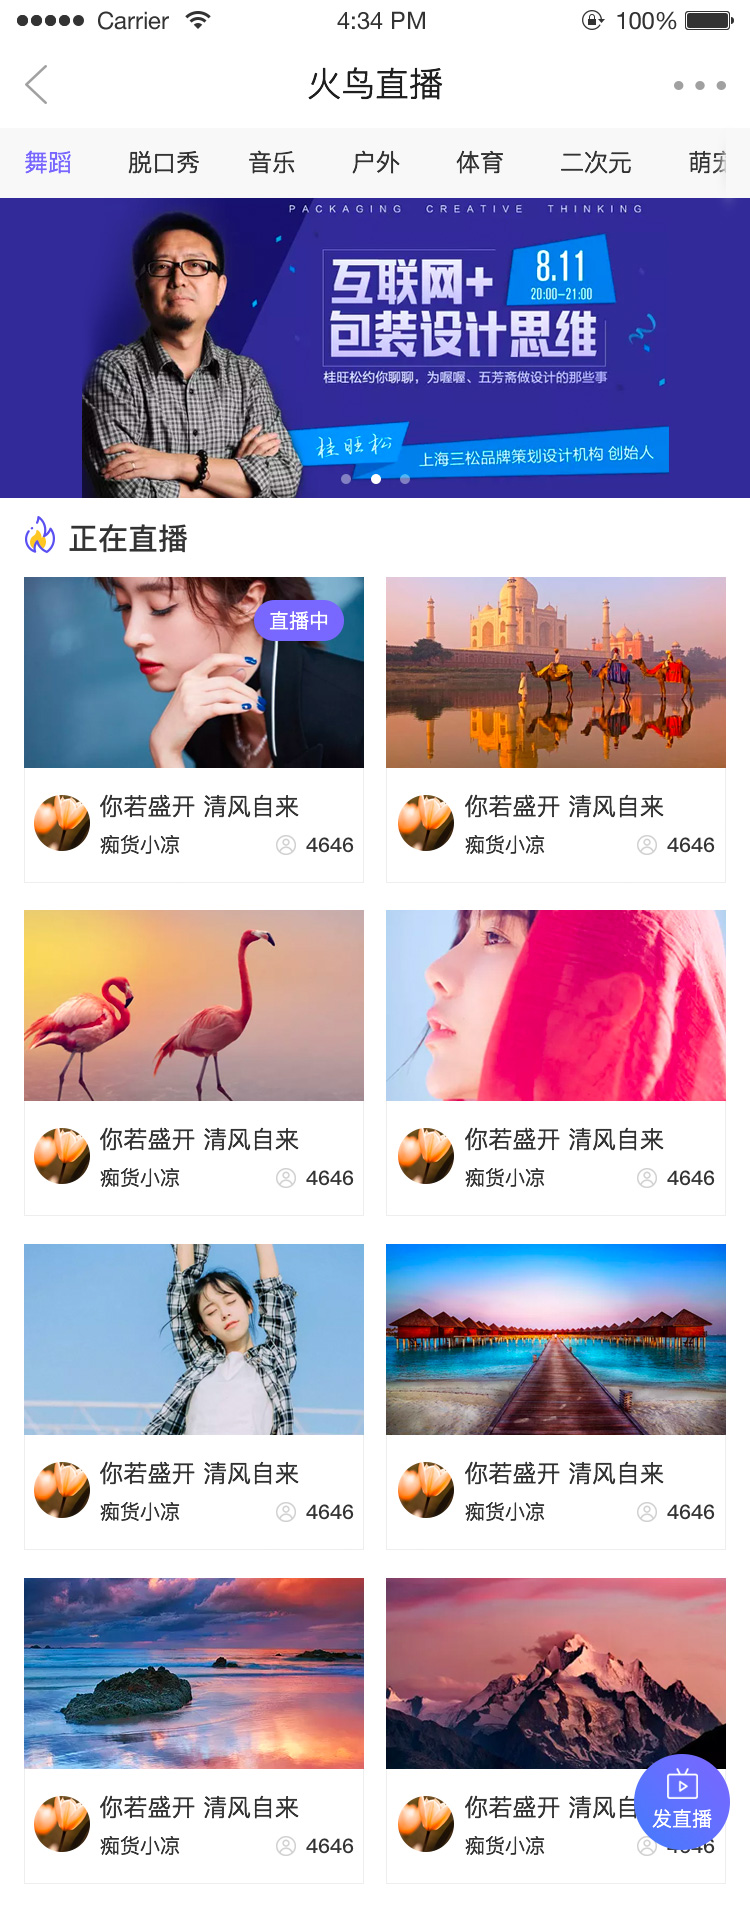 Carrier 4:34 PM 100%
火鸟直播
舞蹈 脱口秀 音乐 户外 体育 二次元 萌宠
PACKAGING CREATIVE THINKING
互联网+
8.11
20:00—21:00
包装设计思维
桂旺松约你聊聊，为喔喔、五芳斋做设计的那些事
桂旺松
上海三松品牌策划设计机构 创始人
正在直播
直播中
你若盛开 清风自来
痴货小凉 4646
你若盛开 清风自来
痴货小凉 4646
你若盛开 清风自来
痴货小凉 4646
你若盛开 清风自来
痴货小凉 4646
你若盛开 清风自来
痴货小凉 4646
你若盛开 清风自来
痴货小凉 4646
你若盛开 清风自来
痴货小凉 4646
你若盛开 清风自
痴货小凉 4646
发直播